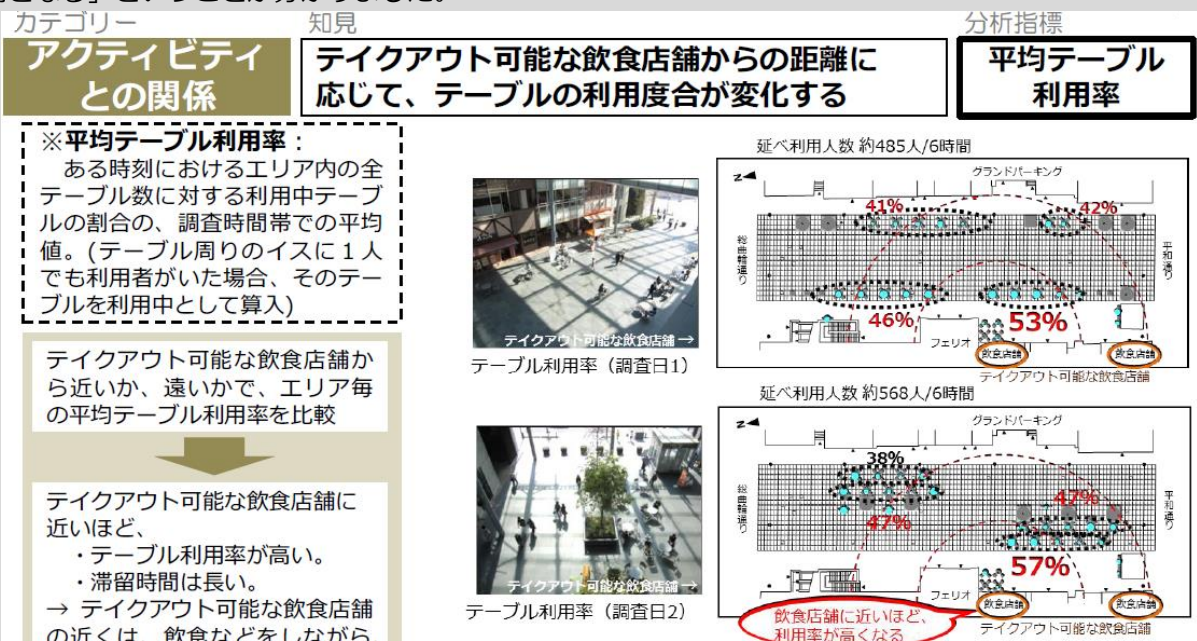 カテゴリー
知見
分析指標
アクティビティ
との関係
テイクアウト可能な飲食店舗からの距離に
応じて、テーブルの利用度合が変化する
平均テーブル
利用率
※平均テーブル利用率：
ある時刻におけるエリア内の全
テーブル数に対する利用中テーブ
ルの割合の、調査時間帯での平均
値。(テーブル周りのイスに１人
でも利用者がいた場合、そのテー
ブルを利用中として算入)
テイクアウト可能な飲食店舗か
ら近いか、遠いかで、エリア毎
の平均テーブル利用率を比較
テイクアウト可能な飲食店舗に
近いほど、
・テーブル利用率が高い。
・滞留時間は長い。
→ テイクアウト可能な飲食店舗
の近くは、飲食などをしながら
テイクアウト可能な飲食店舗→
テーブル利用率（調査日1）
延べ利用人数 約485人/6時間
グランドパーキング
z
41%
42%
総曲輪通り
平和通り
46%
53%
フェリオ
飲食店舗
飲食店舗
テイクアウト可能な飲食店舗
テイクアウト可能な飲食店舗→
テーブル利用率（調査日2）
延べ利用人数 約568人/6時間
グランドパーキング
z
38%
47%
総曲輪通り
平和通り
47%
57%
フェリオ
飲食店舗
飲食店舗
飲食店舗に近いほど、
利用率が高くなる
テイクアウト可能な飲食店舗